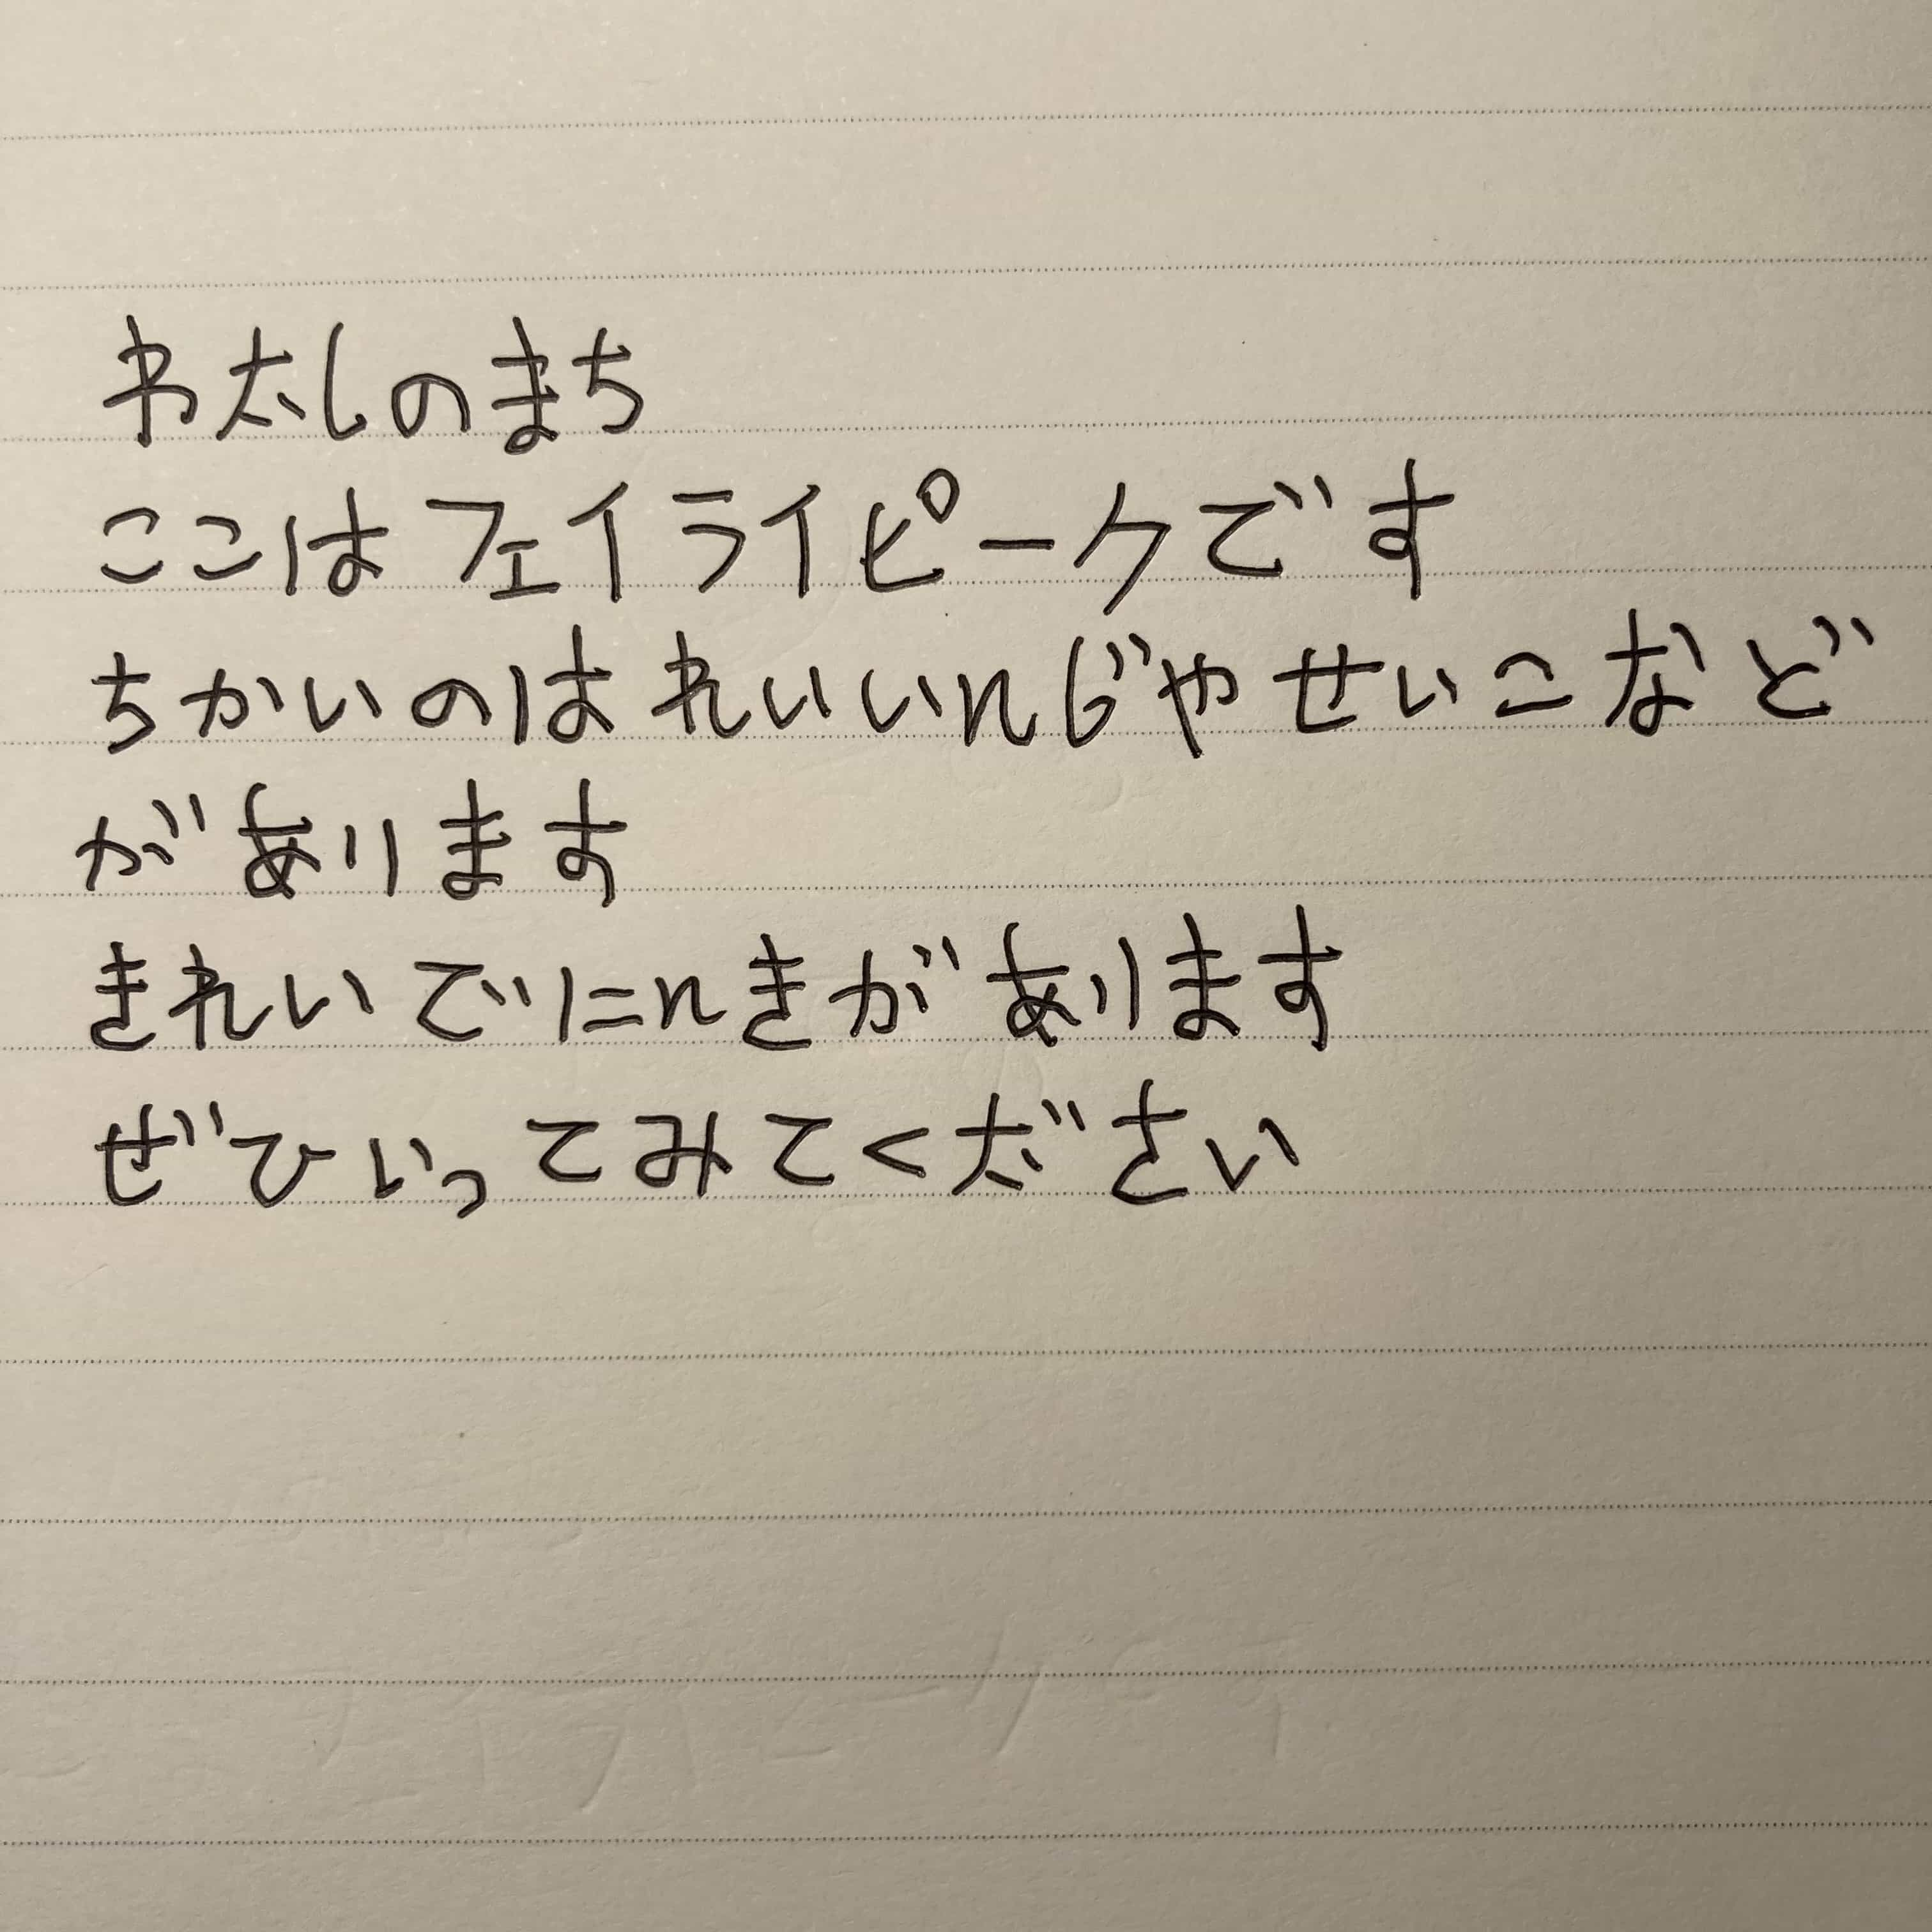 わたしのまち
ここはフェイライピークです
ちかいのはれいいんじやせいこなど
があります
きれいでにんきがあります
ぜひいってみてください